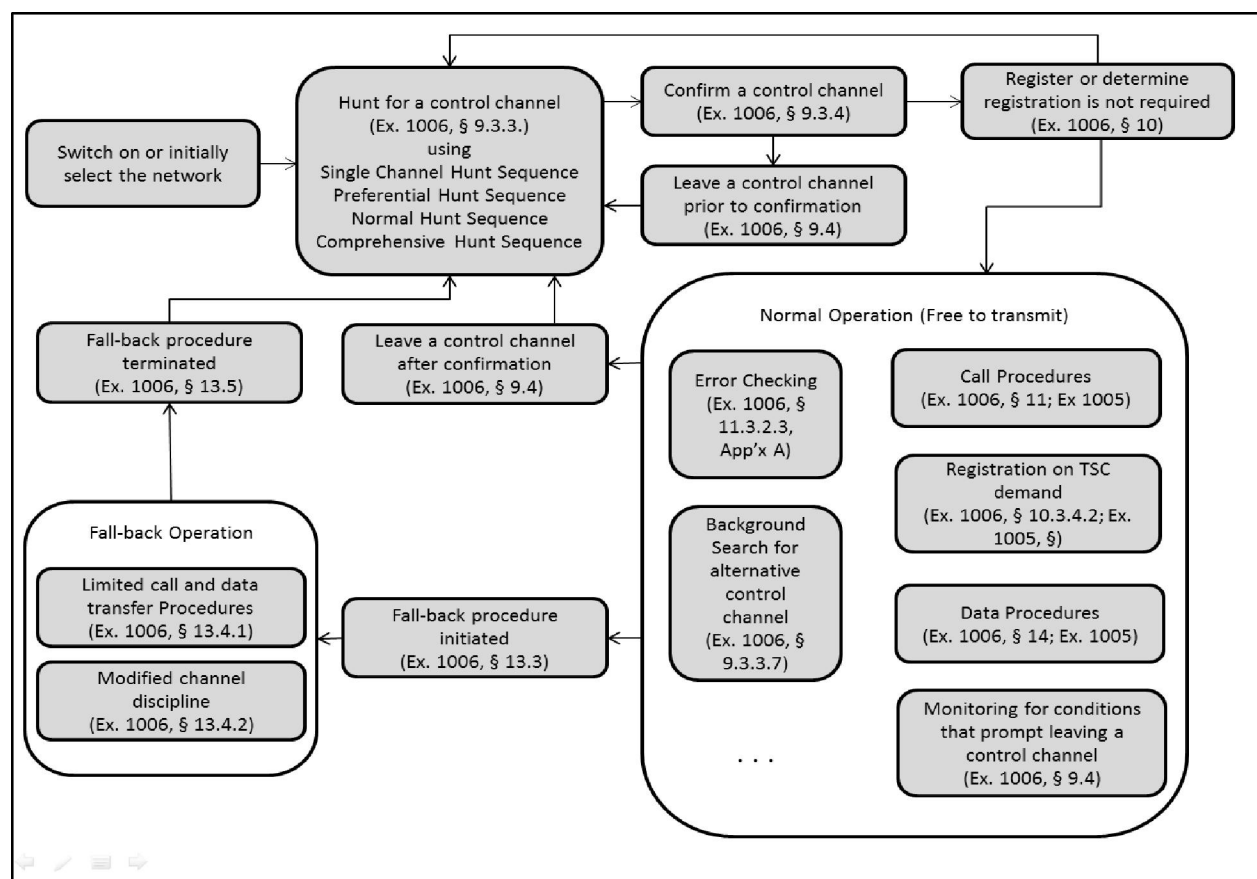 Switch on or initially
select the network
Hunt for a control channel
(Ex. 1006, § 9.3.3.)
using
Single Channel Hunt Sequence
Preferential Hunt Sequence
Normal Hunt Sequence
Comprehensive Hunt Sequence
Confirm a control channel
(Ex. 1006, § 9.3.4)
Register or determine
registration is not required
(Ex. 1006, § 10)
Leave a control channel
prior to confirmation
(Ex. 1006, § 9.4)
Fall-back procedure
terminated
(Ex. 1006, § 13.5)
Leave a control channel
after confirmation
(Ex. 1006, § 9.4)
Normal Operation (Free to transmit)
Error Checking
(Ex. 1006, §
11.3.2.3,
App'x A)
Call Procedures
(Ex. 1006, § 11; Ex 1005)
Registration on TSC
demand
(Ex. 1006, § 10.3.4.2; Ex.
1005, §)
Background
Search for
alternative
control
channel
(Ex. 1006, §
9.3.3.7)
Data Procedures
(Ex. 1006, § 14; Ex. 1005)
Monitoring for conditions
that prompt leaving a
control channel
(Ex. 1006, § 9.4)
. . .
Fall-back Operation
Limited call and data
transfer Procedures
(Ex. 1006, § 13.4.1)
Modified channel
discipline
(Ex. 1006, § 13.4.2)
Fall-back procedure
initiated
(Ex. 1006, § 13.3)